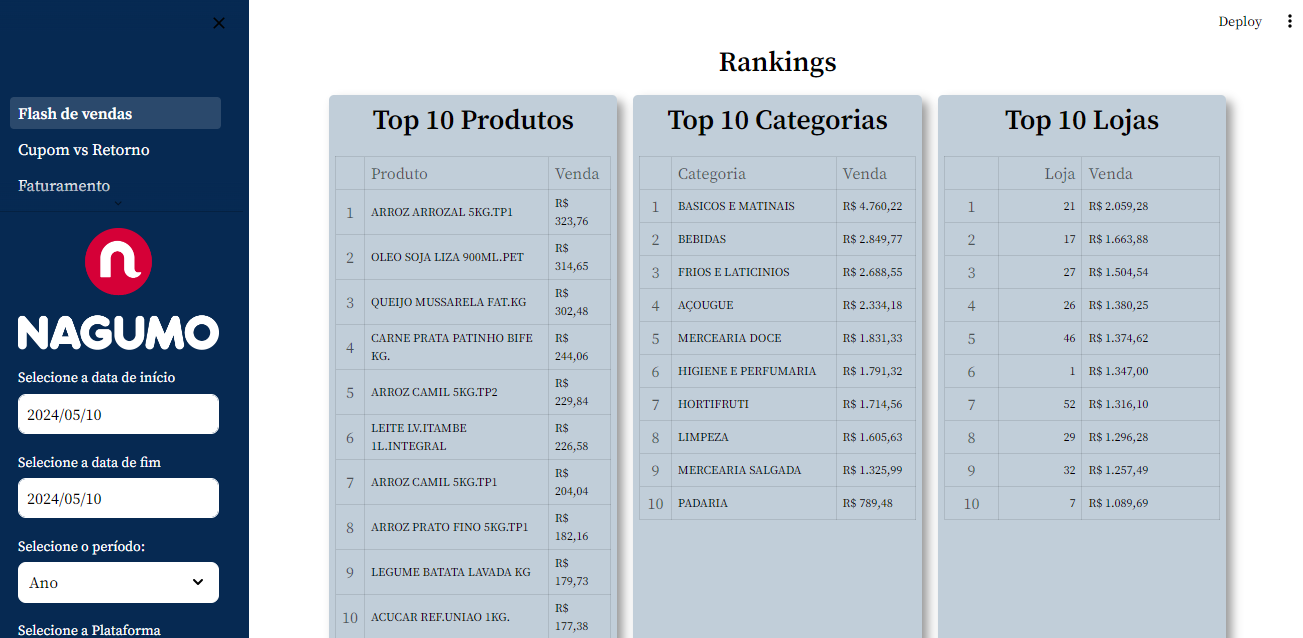 Deploy
Flash de vendas
Cupom vs Retorno
Faturamento
n
NAGUMO
Selecione a data de início
2024/05/10
Selecione a data de fim
2024/05/10
Selecione o período:
Ano
Selecione a Plataforma
Rankings
Top 10 Produtos
Produto Venda
1 ARROZ ARROZAL 5KG.TP1 R$
323,76
2 OLEO SOJA LIZA 900ML.PET R$
314,65
3 QUEIJO MUSSARELA FAT.KG R$
302,48
4 CARNE PRATA PATINHO BIFE R$
KG. 244,06
5 ARROZ CAMIL 5KG.TP2 R$
229,84
6 LEITE LV.ITAMBE R$
1L.INTEGRAL 226,58
7 ARROZ CAMIL 5KG.TP1 R$
204,04
8 ARROZ PRATO FINO 5KG.TP1 R$
182,16
9 LEGUME BATATA LAVADA KG R$
179,73
10 ACUCAR REF.UNIAO 1KG. R$
177,38
Top 10 Categorias
Categoria Venda
1 BASICOS E MATINAIS R$ 4.760,22
2 BEBIDAS R$ 2.849,77
3 FRIOS E LATICINIOS R$ 2.688,55
4 AÇOUGUE R$ 2.334,18
5 MERCEARIA DOCE R$ 1.831,33
6 HIGIENE E PERFUMARIA R$ 1.791,32
7 HORTIFRUTI R$ 1.714,56
8 LIMPEZA R$ 1.605,63
9 MERCEARIA SALGADA R$ 1.325,99
10 PADARIA R$ 789,48
Top 10 Lojas
Loja Venda
1 21 R$ 2.059,28
2 17 R$ 1.663,88
3 27 R$ 1.504,54
4 26 R$ 1.380,25
5 46 R$ 1.374,62
6 1 R$ 1.347,00
7 52 R$ 1.316,10
8 29 R$ 1.296,28
9 32 R$ 1.257,49
10 7 R$ 1.089,69